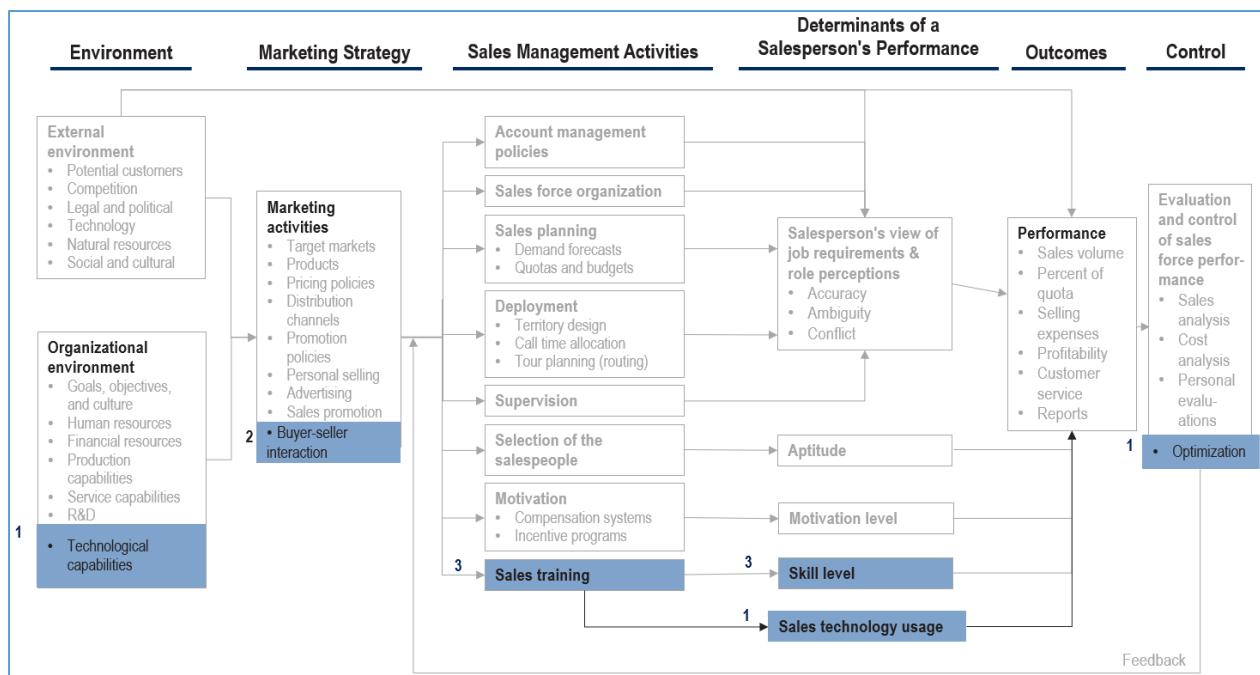 Environment
Marketing Strategy
Sales Management Activities
Determinants of a
Salesperson's Performance
Outcomes
Control
External
environment
• Potential customers
• Competition
• Legal and political
• Technology
• Natural resources
• Social and cultural
Organizational
environment
• Goals, objectives,
and culture
• Human resources
• Financial resources
• Production
capabilities
• Service capabilities
• R&D
1
• Technological
capabilities
Marketing
activities
• Target markets
• Products
• Pricing policies
• Distribution
channels
• Promotion
policies
• Personal selling
• Advertising
• Sales promotion
2
• Buyer-seller
interaction
Account management
policies
Sales force organization
Sales planning
• Demand forecasts
• Quotas and budgets
Deployment
• Territory design
• Call time allocation
• Tour planning (routing)
Supervision
Selection of the
salespeople
Motivation
• Compensation systems
• Incentive programs
3
Sales training
Salesperson's view of
job requirements &
role perceptions
• Accuracy
• Ambiguity
• Conflict
Aptitude
Motivation level
3
Skill level
1
Sales technology usage
Performance
• Sales volume
• Percent of
quota
• Selling
expenses
• Profitability
• Customer
service
• Reports
Evaluation
and control
of sales
force perfor-
mance
• Sales
analysis
• Cost
analysis
• Personal
evalu-
ations
1
• Optimization
Feedback